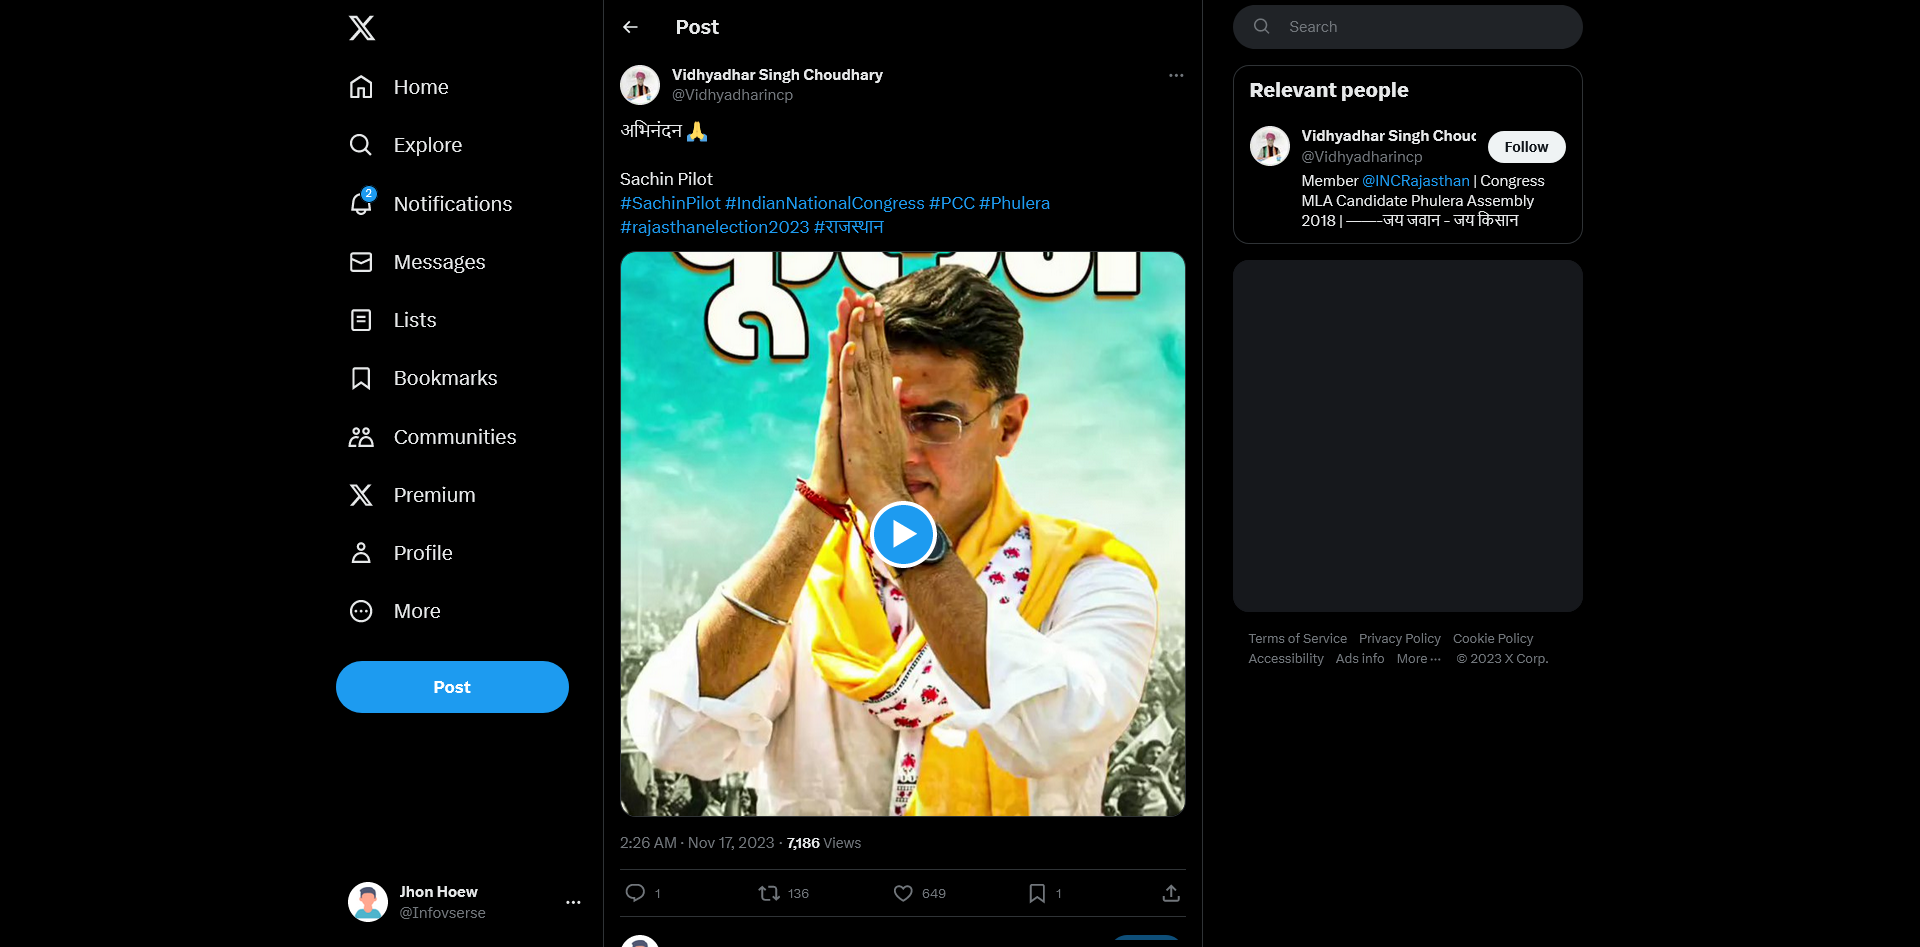 Home
Explore
2
Notifications
Messages
Lists
Bookmarks
Communities
Premium
Profile
More
Post
Jhon Hoew
@Infovserse
Post
Vidhyadhar Singh Choudhary
@Vidhyadharincp
अभिनंदन 🙏
Sachin Pilot
#SachinPilot #IndianNationalCongress #PCC #Phulera
#rajasthanelection2023 #राजस्थान
2:26 AM · Nov 17, 2023 · 7,186 Views
1 136 649 1
Search
Relevant people
Vidhyadhar Singh Chouc
@Vidhyadharincp
Follow
Member @INCRajasthan | Congress
MLA Candidate Phulera Assembly
2018 | ——-जय जवान - जय किसान
Terms of Service Privacy Policy Cookie Policy
Accessibility Ads info More ··· © 2023 X Corp.